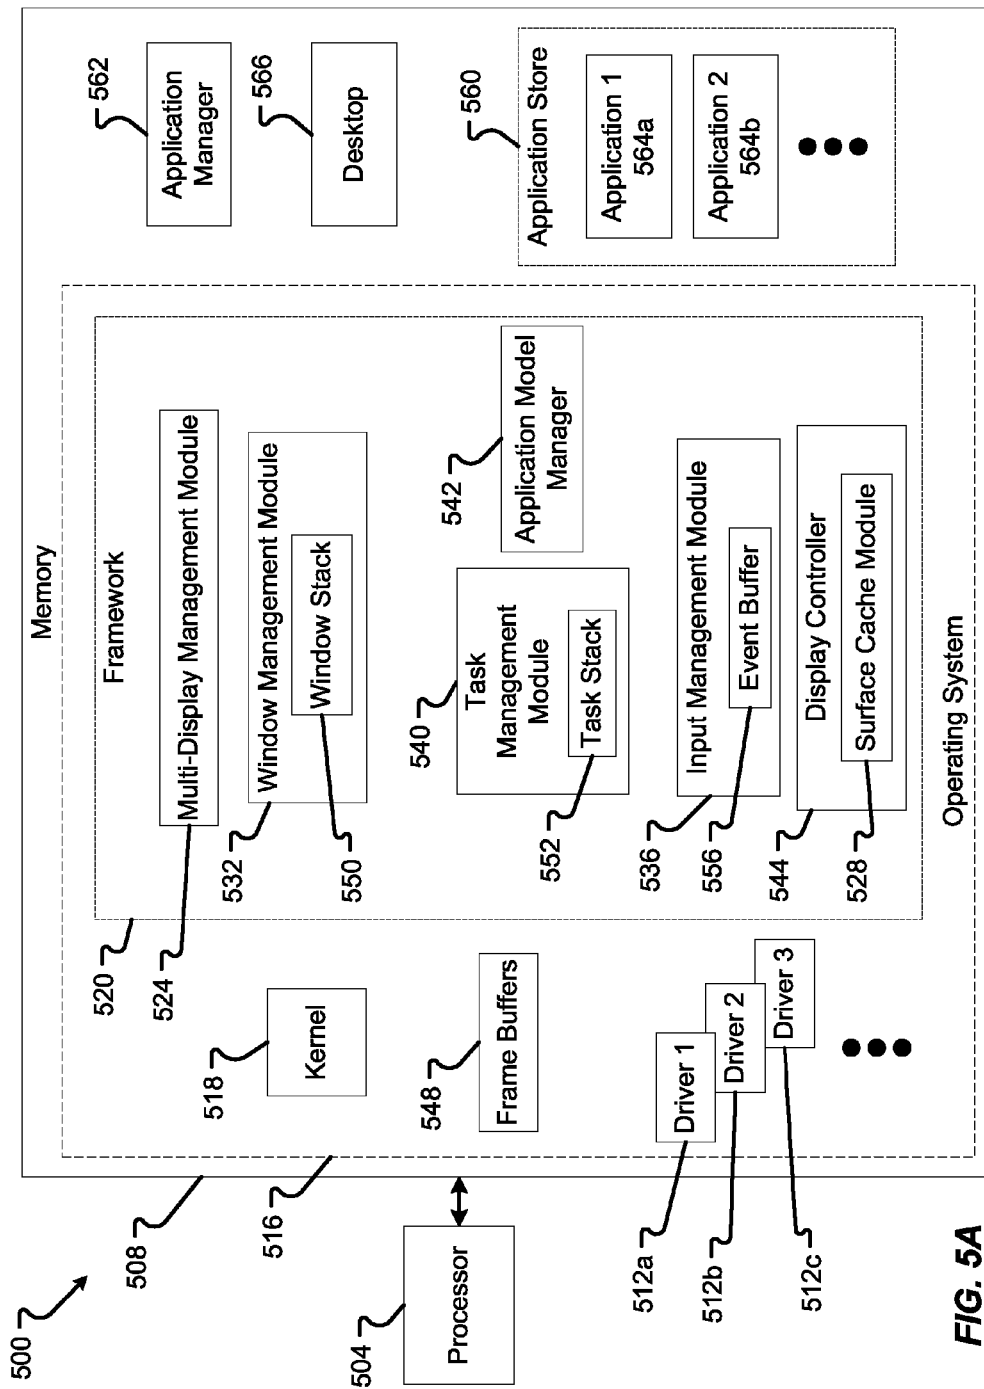 500
508
Memory
516
Framework
520
524
Multi-Display Management Module
562
Application
Manager
518
Kernel
532
Window Management Module
550
Window Stack
566
Desktop
504
Processor
548
Frame Buffers
540
Task
Management
Module
552
Task Stack
542
Application Model
Manager
560
Application Store
Application 1
564a
Application 2
564b
512a
Driver 1
512b
Driver 2
512c
Driver 3
536
Input Management Module
556
Event Buffer
544
Display Controller
528
Surface Cache Module
Operating System
FIG. 5A